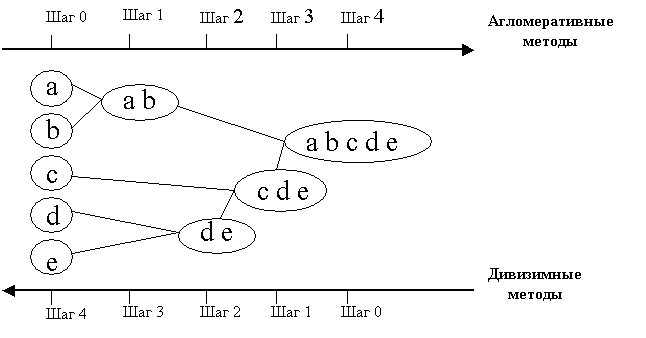 Шаг 0 Шаг 1 Шаг 2 Шаг 3 Шаг 4
Агломеративные
методы
a
a b
b
a b c d e
c
c d e
d
d e
e
Дивизимные
методы
Шаг 4 Шаг 3 Шаг 2 Шаг 1 Шаг 0